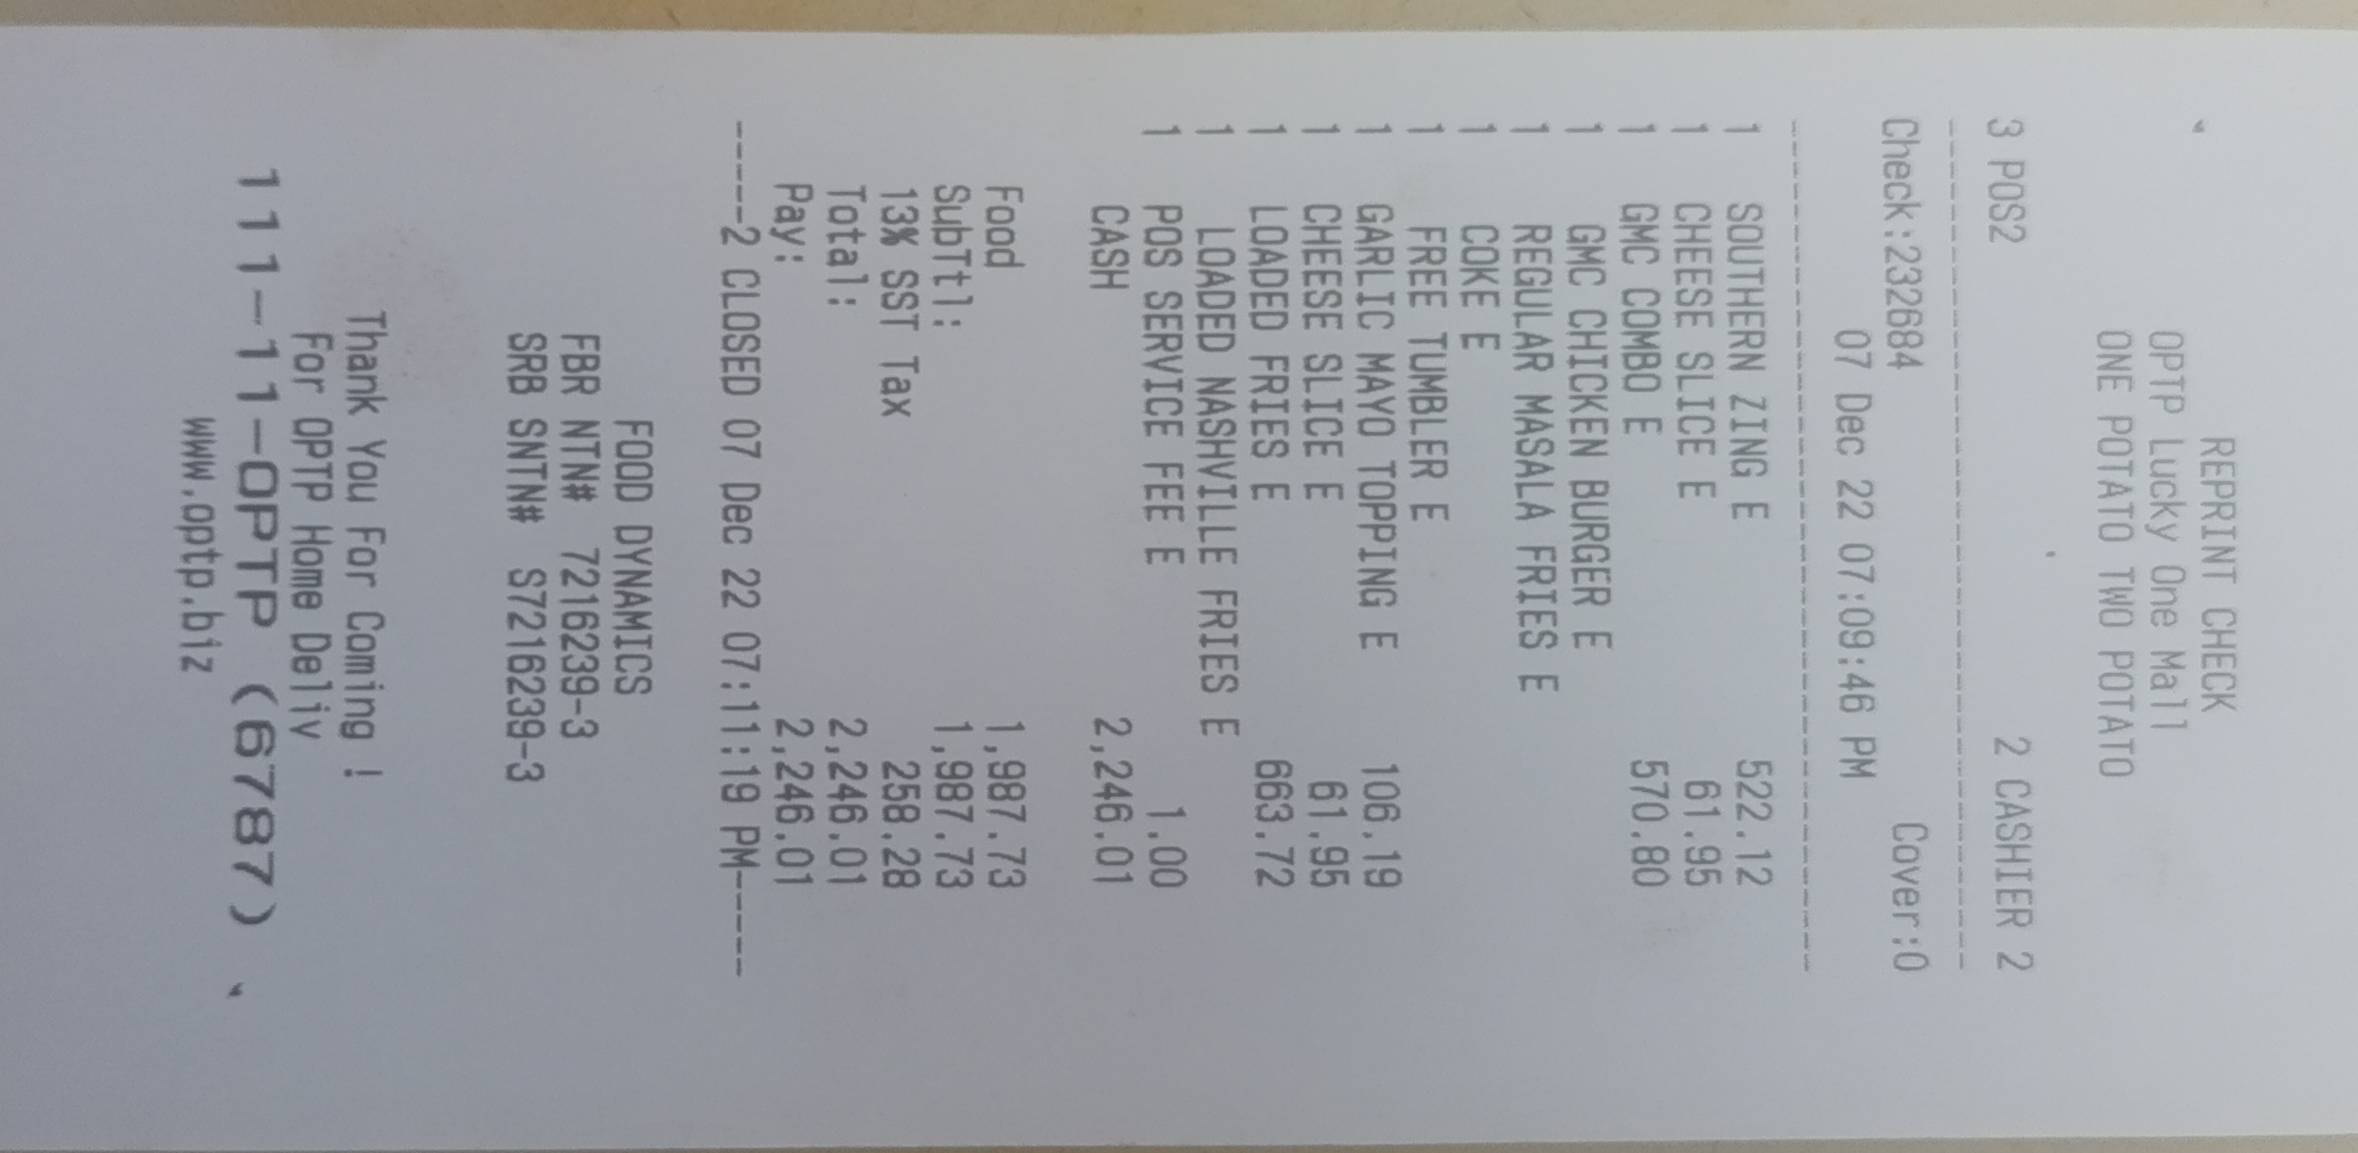 REPRINT CHECK
OPTP Lucky One Mall
ONE POTATO TWO POTATO
3 POS2 2 CASHIER 2
--------------------------------
Check:232684 Cover:0
07 Dec 22 07:09:46 PM
--------------------------------
1 SOUTHERN ZING E 522.12
1 CHEESE SLICE E 61.95
1 GMC COMBO E 570.80
1 GMC CHICKEN BURGER E
1 REGULAR MASALA FRIES E
1 COKE E
1 FREE TUMBLER E
1 GARLIC MAYO TOPPING E 106.19
1 CHEESE SLICE E 61.95
1 LOADED FRIES E 663.72
1 LOADED NASHVILLE FRIES E
1 POS SERVICE FEE E 1.00
CASH 2,246.01
Food 1,987.73
SubTtl: 1,987.73
13% SST Tax 258.28
Total: 2,246.01
Pay: 2,246.01
-----2 CLOSED 07 Dec 22 07:11:19 PM-----
FOOD DYNAMICS
FBR NTN# 7216239-3
SRB SNTN# S7216239-3
Thank You For Coming !
For OPTP Home Deliv
111-11-OPTP (6787)
www.optp.biz